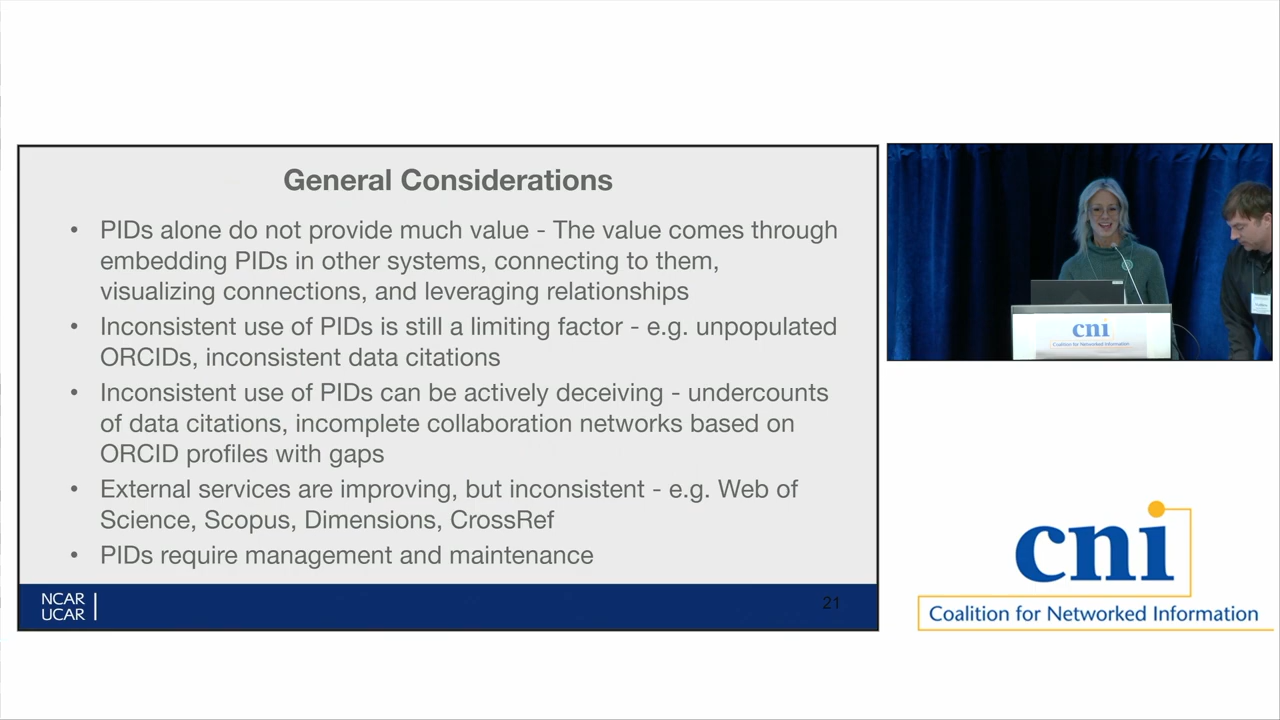 General Considerations
• PIDs alone do not provide much value - The value comes through
embedding PIDs in other systems, connecting to them,
visualizing connections, and leveraging relationships
• Inconsistent use of PIDs is still a limiting factor - e.g. unpopulated
ORCIDs, inconsistent data citations
• Inconsistent use of PIDs can be actively deceiving - undercounts
of data citations, incomplete collaboration networks based on
ORCID profiles with gaps
• External services are improving, but inconsistent - e.g. Web of
Science, Scopus, Dimensions, CrossRef
• PIDs require management and maintenance
NCAR
UCAR
21
cni
Coalition for Networked Information
cni
Coalition for Networked Information